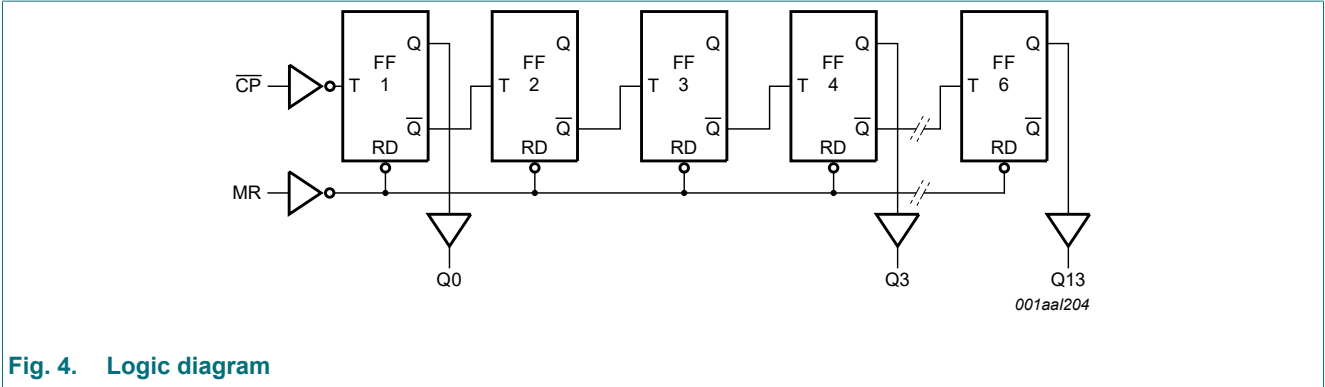 Q Q Q Q Q
FF FF FF FF FF
C̅P̅ T 1 T 2 T 3 T 4 T 6
Q̅ Q̅ Q̅ Q̅ Q̅
RD RD RD RD RD
MR
Q0 Q3 Q13
001aal204
Fig. 4. Logic diagram